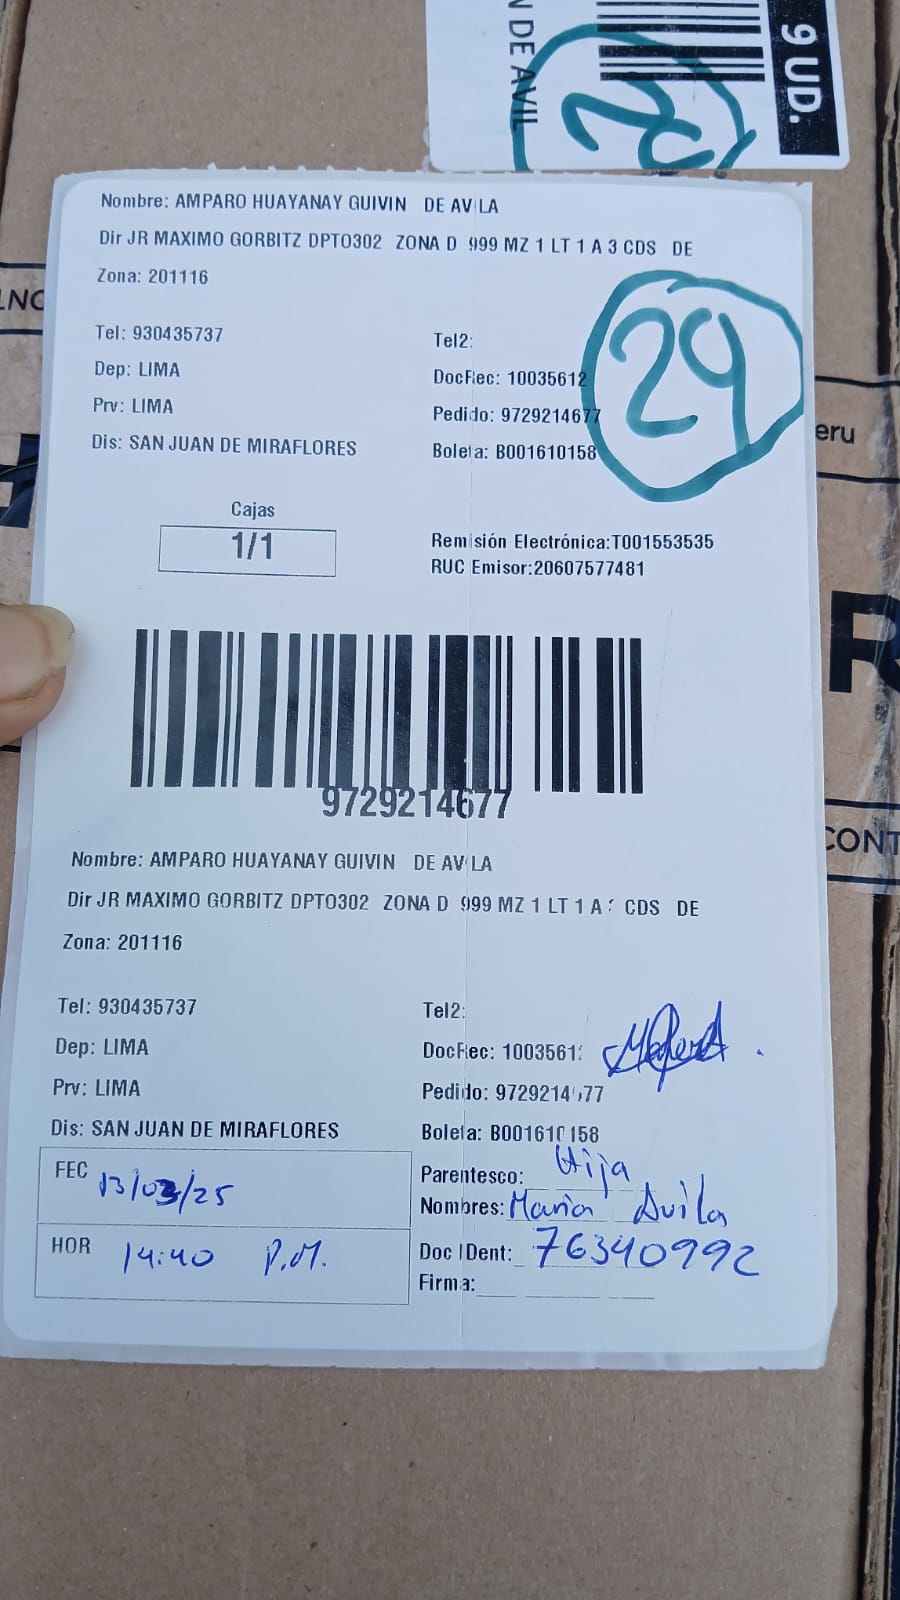 9 UD.
N DE AVIL
Nombre: AMPARO HUAYANAY GUIVIN DE AVILA
Dir JR MAXIMO GORBITZ DPTO302 ZONA D 999 MZ 1 LT 1 A 3 CDS DE
Zona: 201116
Tel: 930435737
Tel2:
Dep: LIMA
DocRec: 10035612
Prv: LIMA
Pedido: 9729214677
Dis: SAN JUAN DE MIRAFLORES
Boleta: B001610158
29
eru
Cajas
1/1
Remisión Electrónica:T001553535
RUC Emisor:20607577481
R
9729214677
CONT
Nombre: AMPARO HUAYANAY GUIVIN DE AVILA
Dir JR MAXIMO GORBITZ DPTO302 ZONA D 999 MZ 1 LT 1 A CDS DE
Zona: 201116
Tel: 930435737
Tel2:
Dep: LIMA
DocRec: 1003561
Prv: LIMA
Pedido: 9729214677
Dis: SAN JUAN DE MIRAFLORES
Boleta: B001610158
FEC 13/03/25
Parentesco: Hija
Nombres: Maria Avila
HOR 14:40 P.M.
Doc IDent: 76340992
Firma: